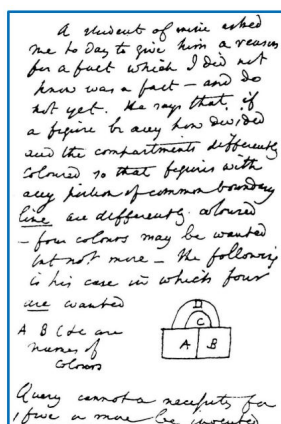 A student of mine asked
me to day to give him a reason
for a fact which I did not
know was a fact – and do
not yet. He says that if
a figure be any how divided
and the compartments differently
coloured so that figures with
any portion of common boundary
line are differently coloured
– four colours may be wanted
but not more – the following
is his case in which four
are wanted
D
C
A B
A B C &c are
names of
colours
Query cannot a necessity for
five or more be invented